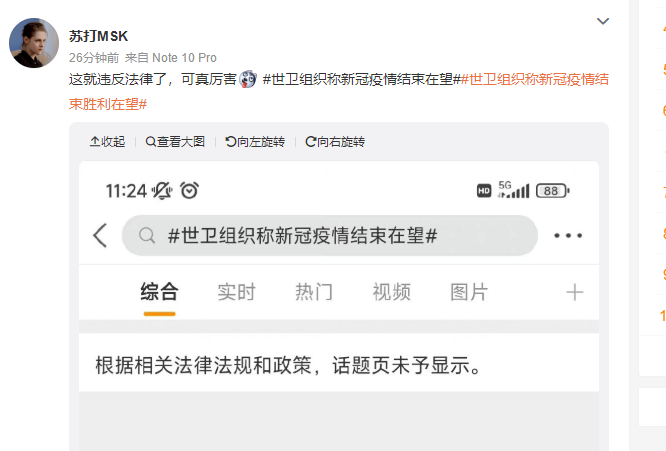 苏打MSK
26分钟前 来自 Note 10 Pro
这就违反法律了，可真厉害 #世卫组织称新冠疫情结束在望##世卫组织称新冠疫情结
束胜利在望#
收起 查看大图 向左旋转 向右旋转
11:24 HD 5G 88
#世卫组织称新冠疫情结束在望#
综合 实时 热门 视频 图片
根据相关法律法规和政策，话题页未予显示。